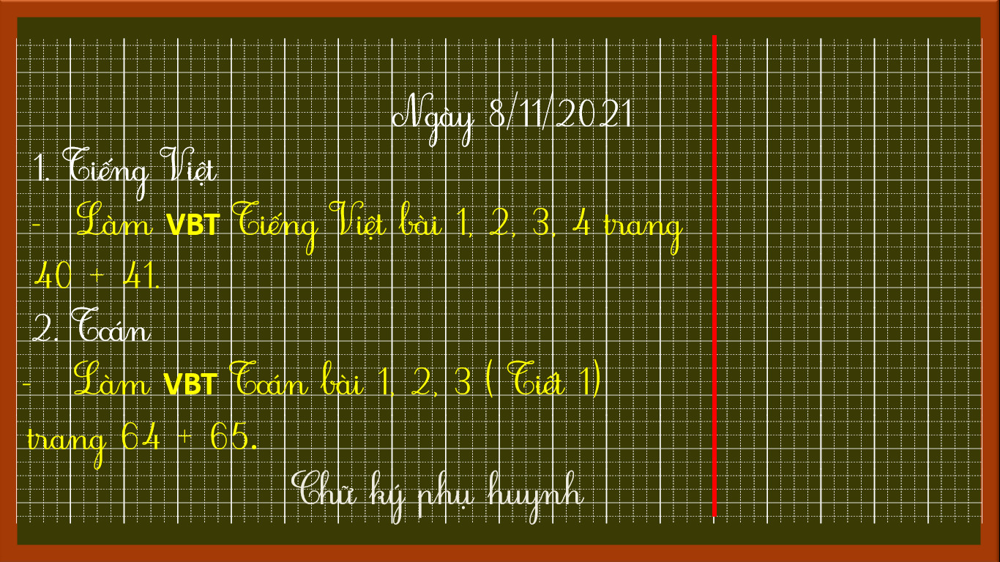 Ngày 8/11/2021
1. Tiếng Việt
- Làm VBT Tiếng Việt bài 1, 2, 3, 4 trang
40 + 41.
2. Toán
- Làm VBT Toán bài 1, 2, 3 ( Tiết 1)
trang 64 + 65.
Chữ ký phụ huynh